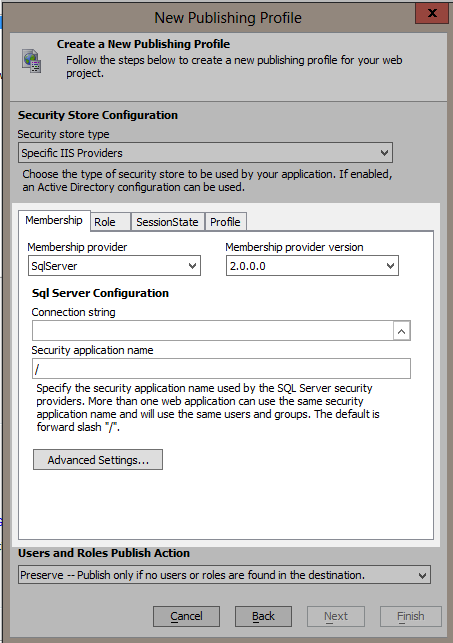 New Publishing Profile
x
Create a New Publishing Profile
Follow the steps below to create a new publishing profile for your web
project.
Security Store Configuration
Security store type
Specific IIS Providers
Choose the type of security store to be used by your application. If enabled,
an Active Directory configuration can be used.
Membership Role SessionState Profile
Membership provider Membership provider version
SqlServer 2.0.0.0
Sql Server Configuration
Connection string
Security application name
/
Specify the security application name used by the SQL Server security
providers. More than one web application can use the same security
application name and will use the same users and groups. The default is
forward slash "/".
Advanced Settings...
Users and Roles Publish Action
Preserve -- Publish only if no users or roles are found in the destination.
Cancel Back Next Finish